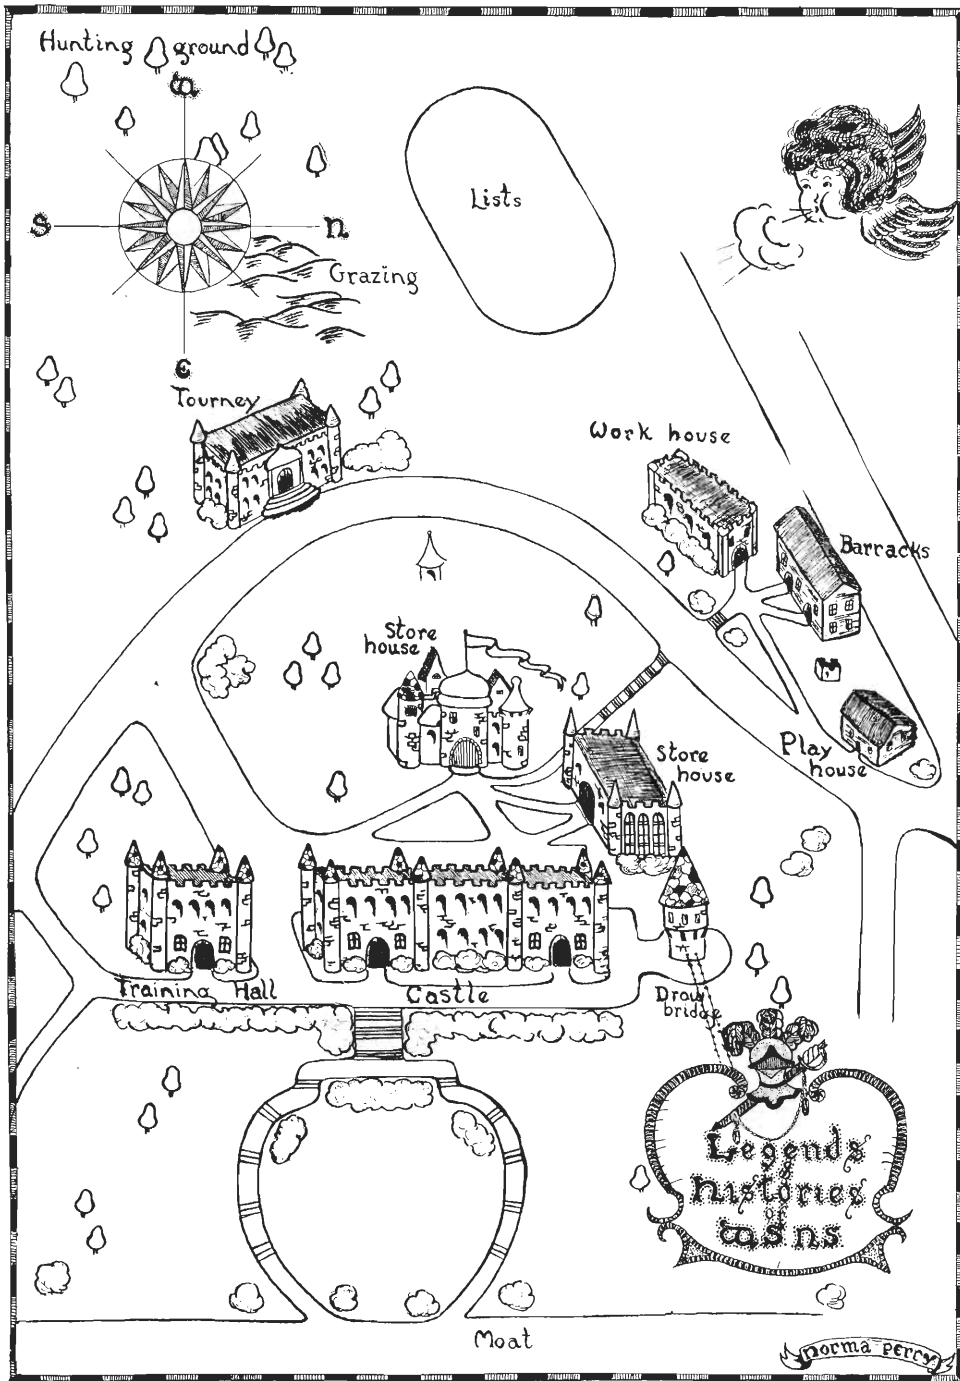 Hunting ground
W
S
n
Lists
Grazing
E
Tourney
Work house
Barracks
Store
house
Store
house
Play
house
Training Hall
Castle
Draw
bridge
Legends
&
Histories
of
WSNS
Moat
norma perry